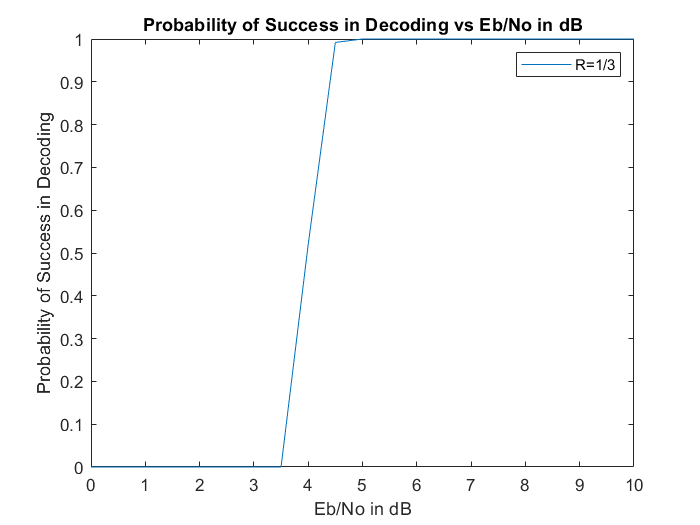 Probability of Success in Decoding vs Eb/No in dB
R=1/3
Probability of Success in Decoding
1
0.9
0.8
0.7
0.6
0.5
0.4
0.3
0.2
0.1
0
0 1 2 3 4 5 6 7 8 9 10
Eb/No in dB